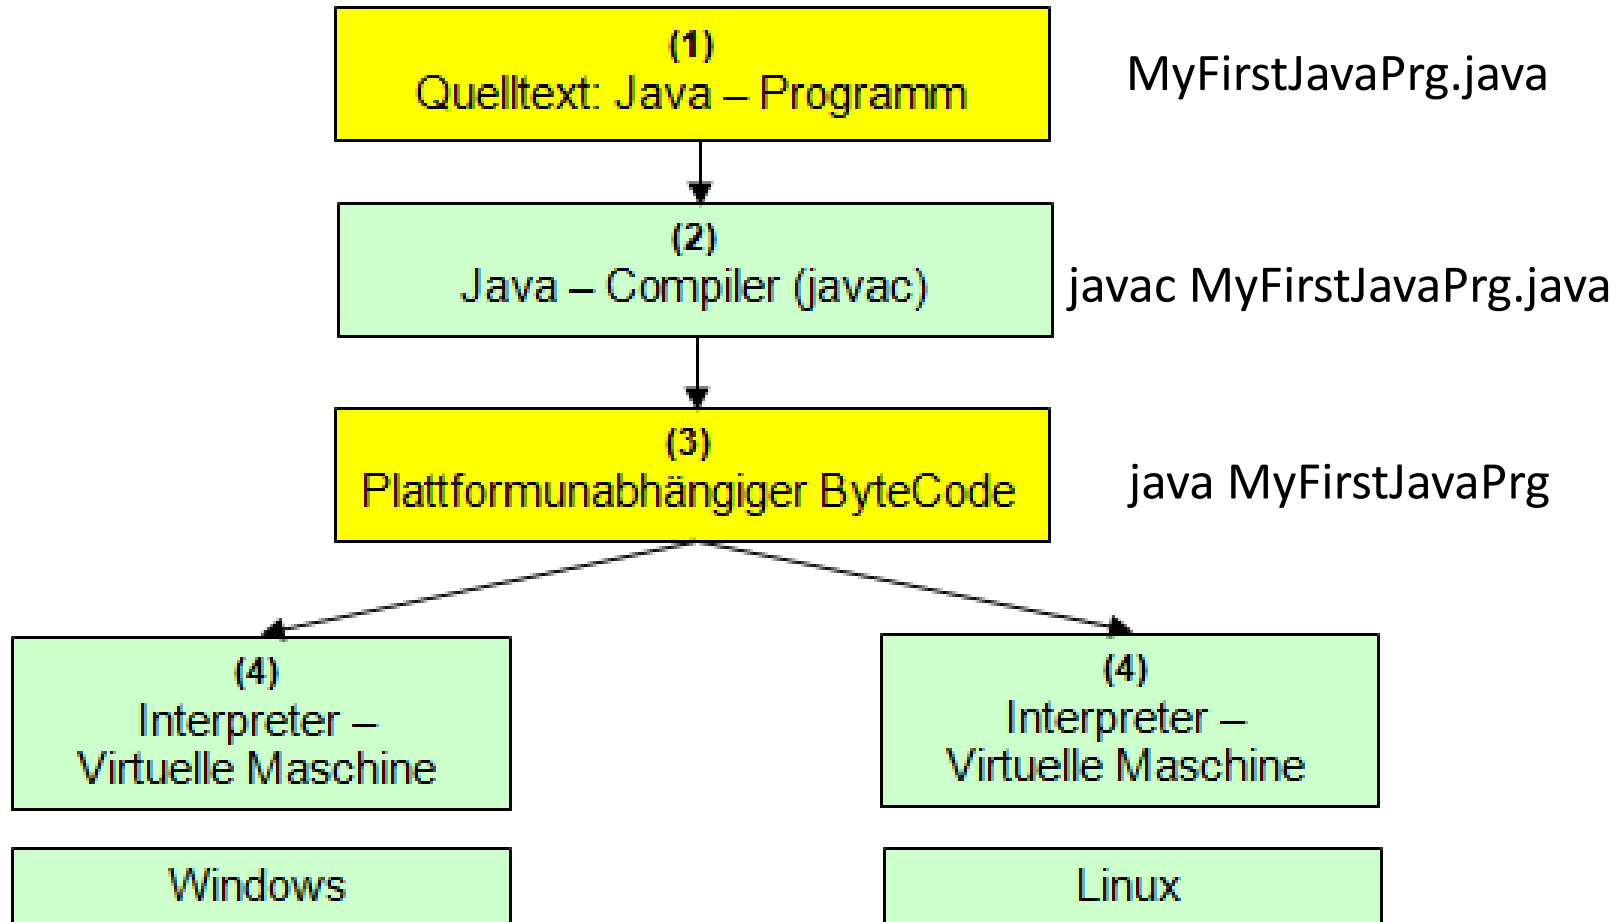 (1)
Quelltext: Java – Programm
MyFirstJavaPrg.java
(2)
Java – Compiler (javac)
javac MyFirstJavaPrg.java
(3)
Plattformunabhängiger ByteCode
java MyFirstJavaPrg
(4)
Interpreter –
Virtuelle Maschine
(4)
Interpreter –
Virtuelle Maschine
Windows
Linux